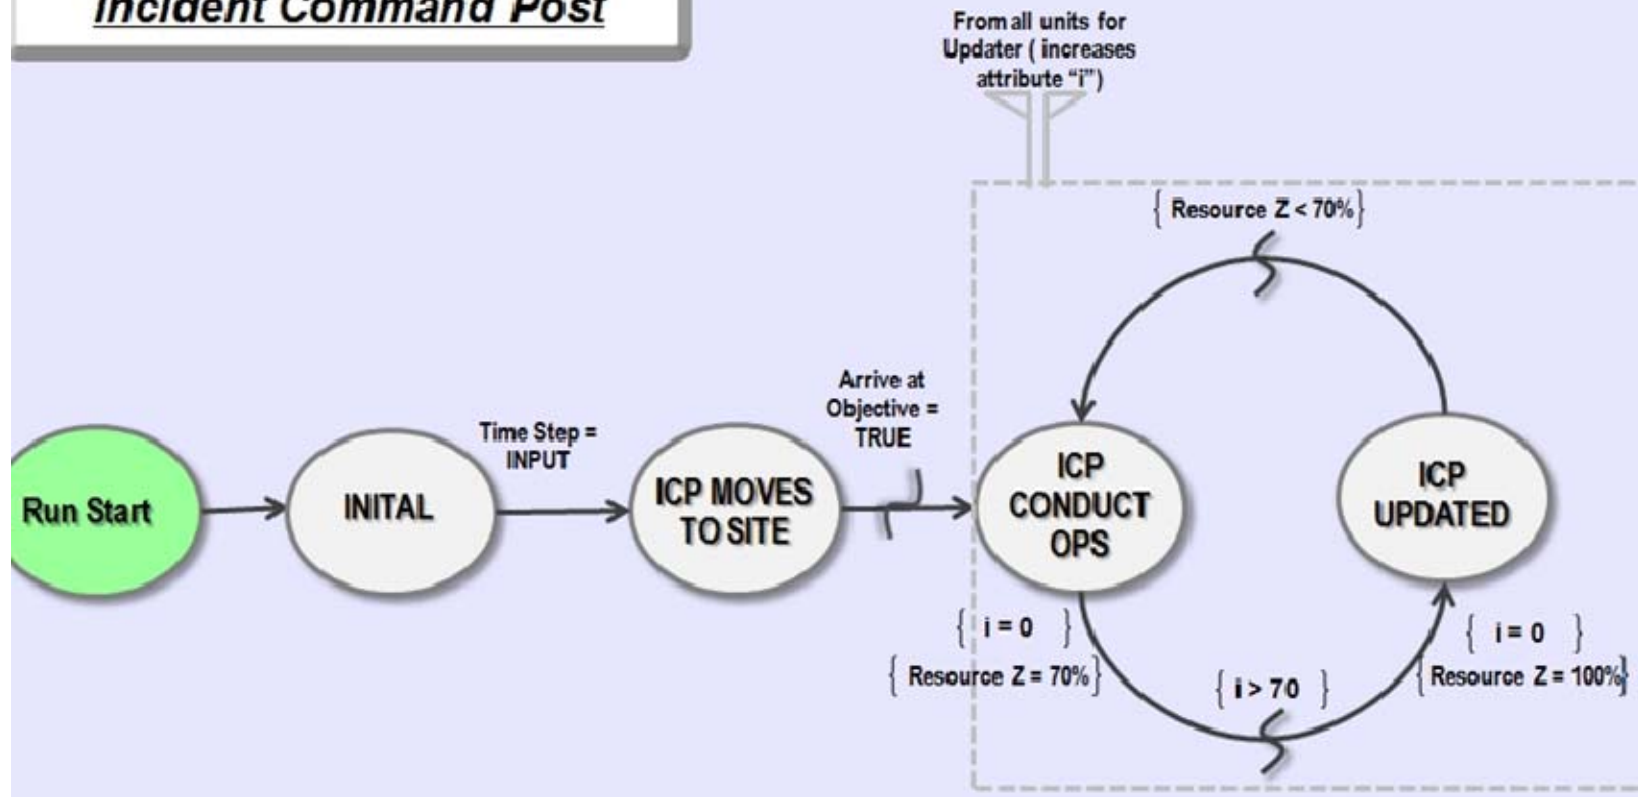 Incident Command Post
From all units for
Updater ( increases
attribute “i”)
{ Resource Z < 70%}
Arrive at
Objective =
TRUE
Time Step =
INPUT
Run Start
INITAL
ICP MOVES
TO SITE
ICP
CONDUCT
OPS
ICP
UPDATED
{ i = 0 }
{ Resource Z = 70%}
{ i > 70 }
{ i = 0 }
{ Resource Z = 100%}